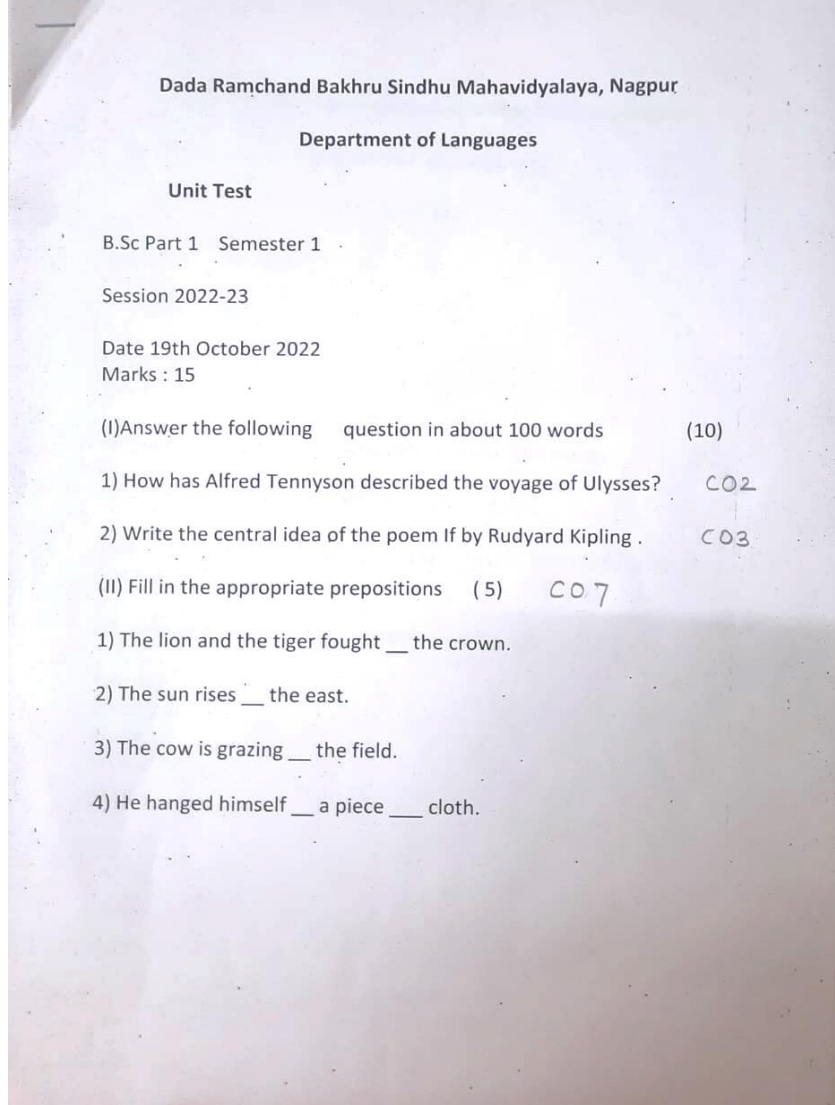 Dada Ramchand Bakhru Sindhu Mahavidyalaya, Nagpur
Department of Languages
Unit Test
B.Sc Part 1 Semester 1
Session 2022-23
Date 19th October 2022
Marks : 15
(I)Answer the following question in about 100 words (10)
1) How has Alfred Tennyson described the voyage of Ulysses? CO2
2) Write the central idea of the poem If by Rudyard Kipling . CO3
(II) Fill in the appropriate prepositions ( 5) CO7
1) The lion and the tiger fought __ the crown.
2) The sun rises __ the east.
3) The cow is grazing __ the field.
4) He hanged himself __ a piece ___ cloth.